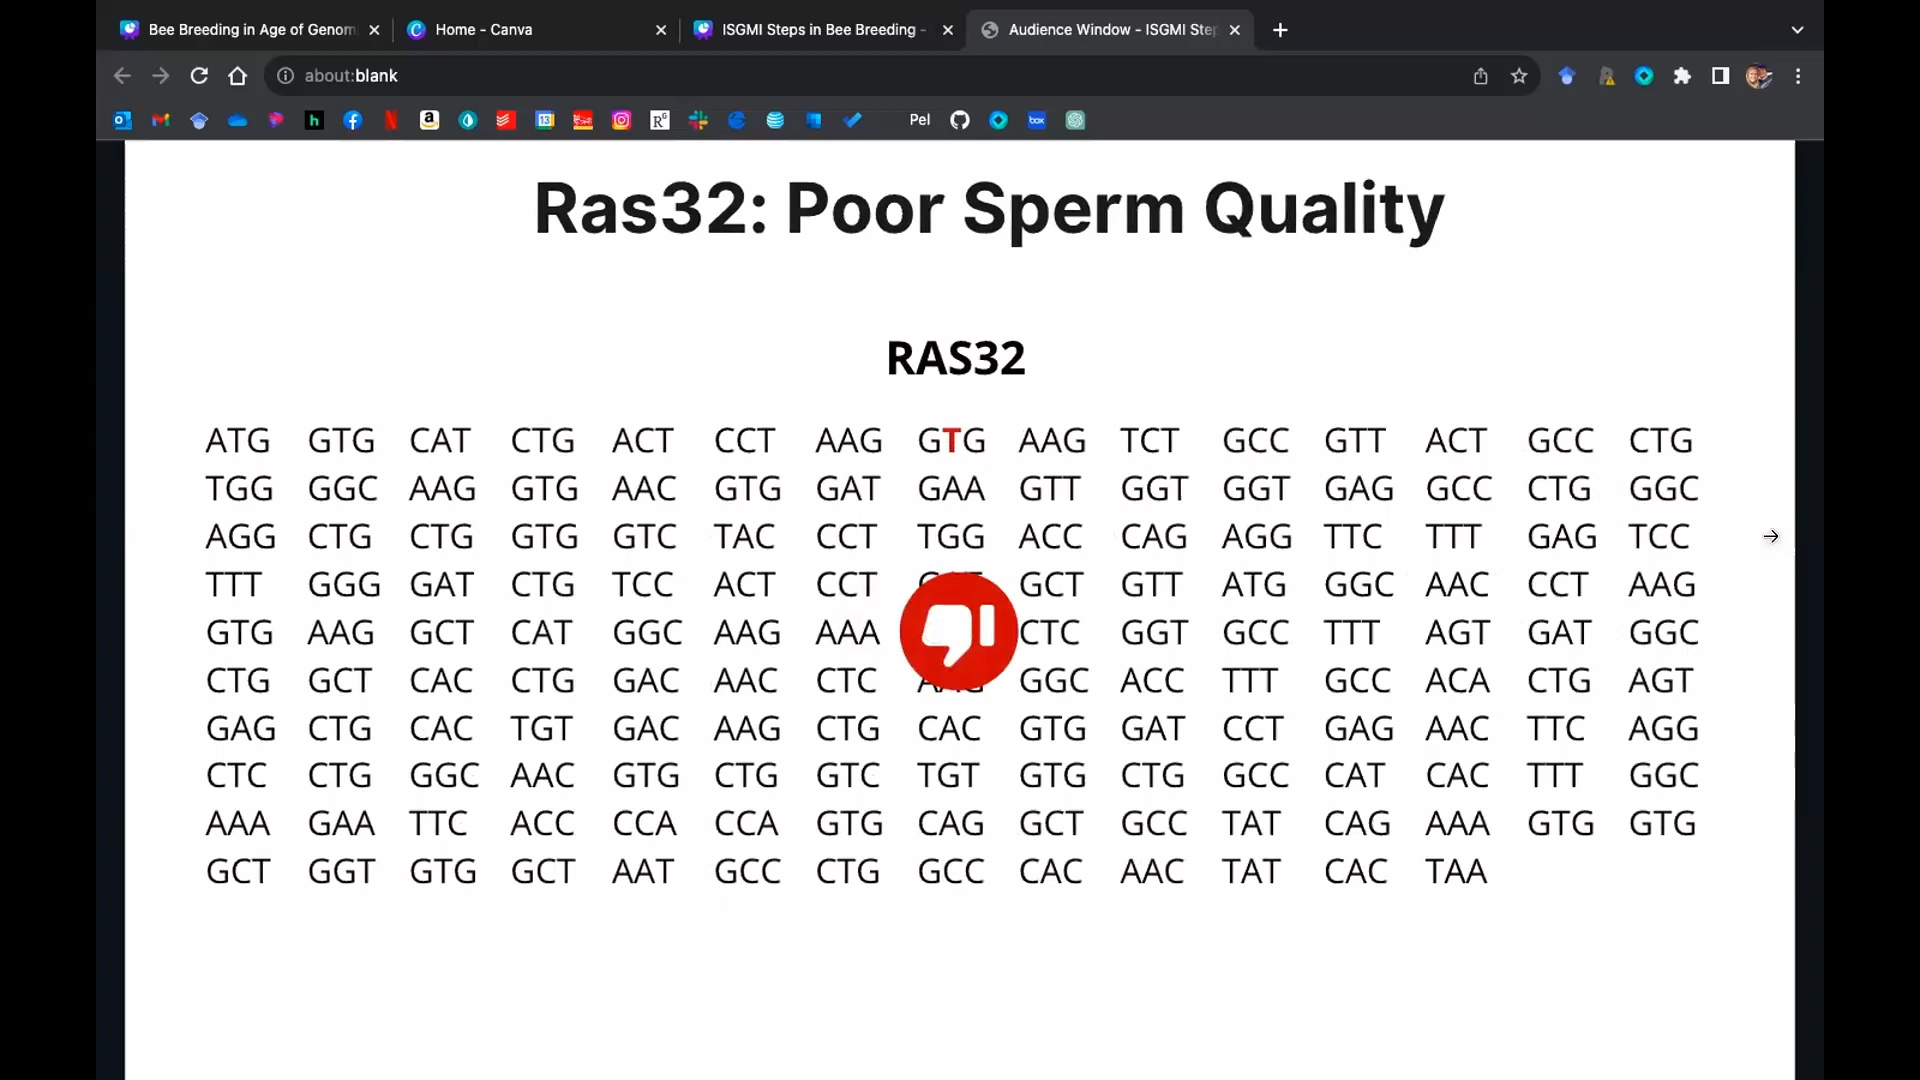 Bee Breeding in Age of Genom
Home - Canva
ISGMI Steps in Bee Breeding -
Audience Window - ISGMI Step
about:blank
Pel
Ras32: Poor Sperm Quality
RAS32
ATG GTG CAT CTG ACT CCT AAG GTG AAG TCT GCC GTT ACT GCC CTG
TGG GGC AAG GTG AAC GTG GAT GAA GTT GGT GGT GAG GCC CTG GGC
AGG CTG CTG GTG GTC TAC CCT TGG ACC CAG AGG TTC TTT GAG TCC
TTT GGG GAT CTG TCC ACT CCT GCT GTT ATG GGC AAC CCT AAG
GTG AAG GCT CAT GGC AAG AAA CTC GGT GCC TTT AGT GAT GGC
CTG GCT CAC CTG GAC AAC CTC AAG GGC ACC TTT GCC ACA CTG AGT
GAG CTG CAC TGT GAC AAG CTG CAC GTG GAT CCT GAG AAC TTC AGG
CTC CTG GGC AAC GTG CTG GTC TGT GTG CTG GCC CAT CAC TTT GGC
AAA GAA TTC ACC CCA CCA GTG CAG GCT GCC TAT CAG AAA GTG GTG
GCT GGT GTG GCT AAT GCC CTG GCC CAC AAC TAT CAC TAA